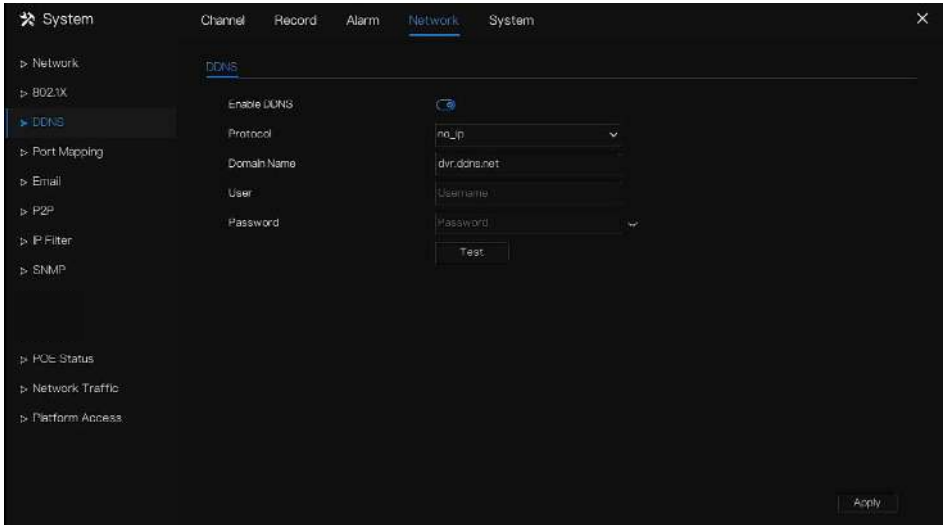 System
Channel Record Alarm Network System
Network
802.1X
DDNS
Port Mapping
Email
P2P
IP Filter
SNMP
POE Status
Network Traffic
Platform Access
DDNS
Enable DDNS
Protocol no_ip
Domain Name dvr.ddns.net
User Username
Password Password
Test
Apply